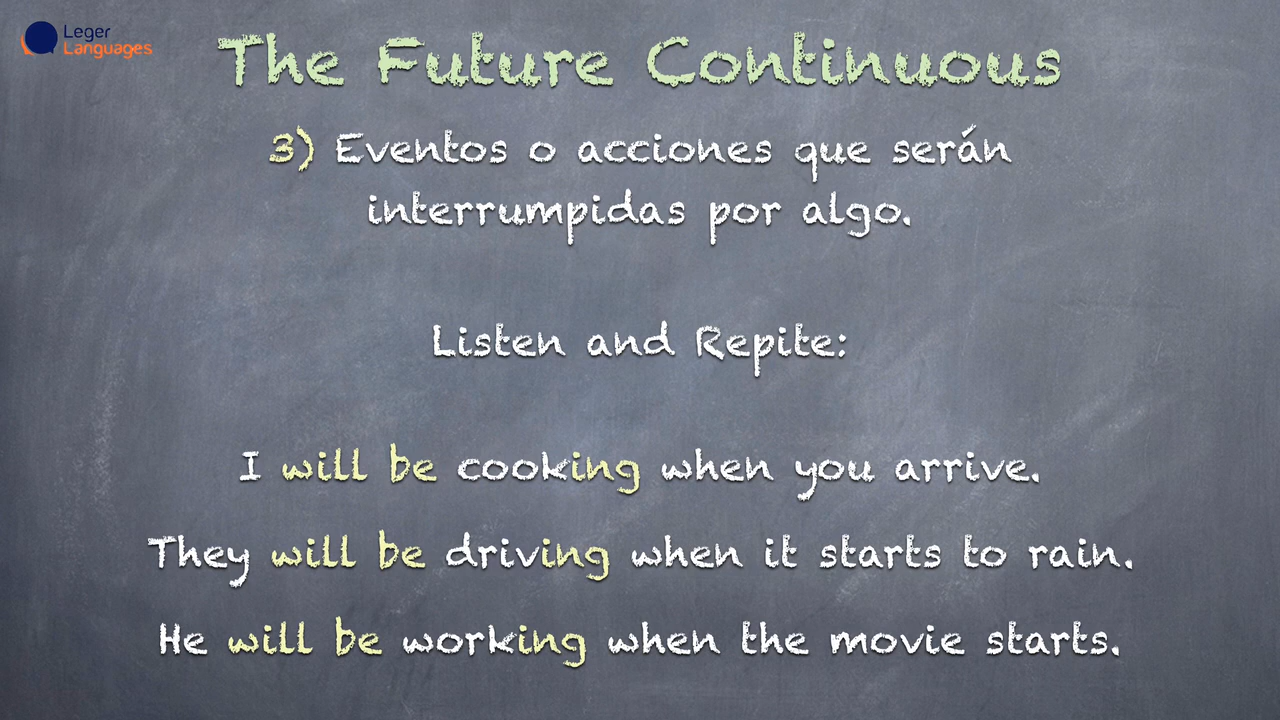 Leger
Languages
The Future Continuous
3) Eventos o acciones que serán
interrumpidas por algo.
Listen and Repite:
I will be cooking when you arrive.
They will be driving when it starts to rain.
He will be working when the movie starts.